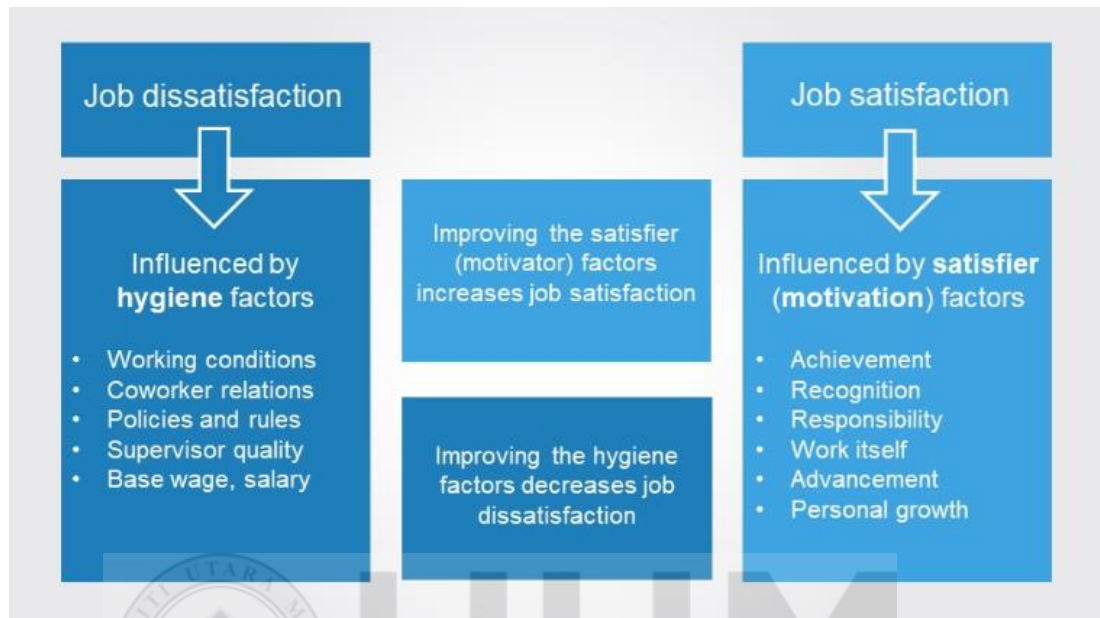 Job dissatisfaction
Influenced by
hygiene factors
• Working conditions
• Coworker relations
• Policies and rules
• Supervisor quality
• Base wage, salary
Improving the satisfier
(motivator) factors
increases job satisfaction
Improving the hygiene
factors decreases job
dissatisfaction
Job satisfaction
Influenced by satisfier
(motivation) factors
• Achievement
• Recognition
• Responsibility
• Work itself
• Advancement
• Personal growth
UTARA
UUM